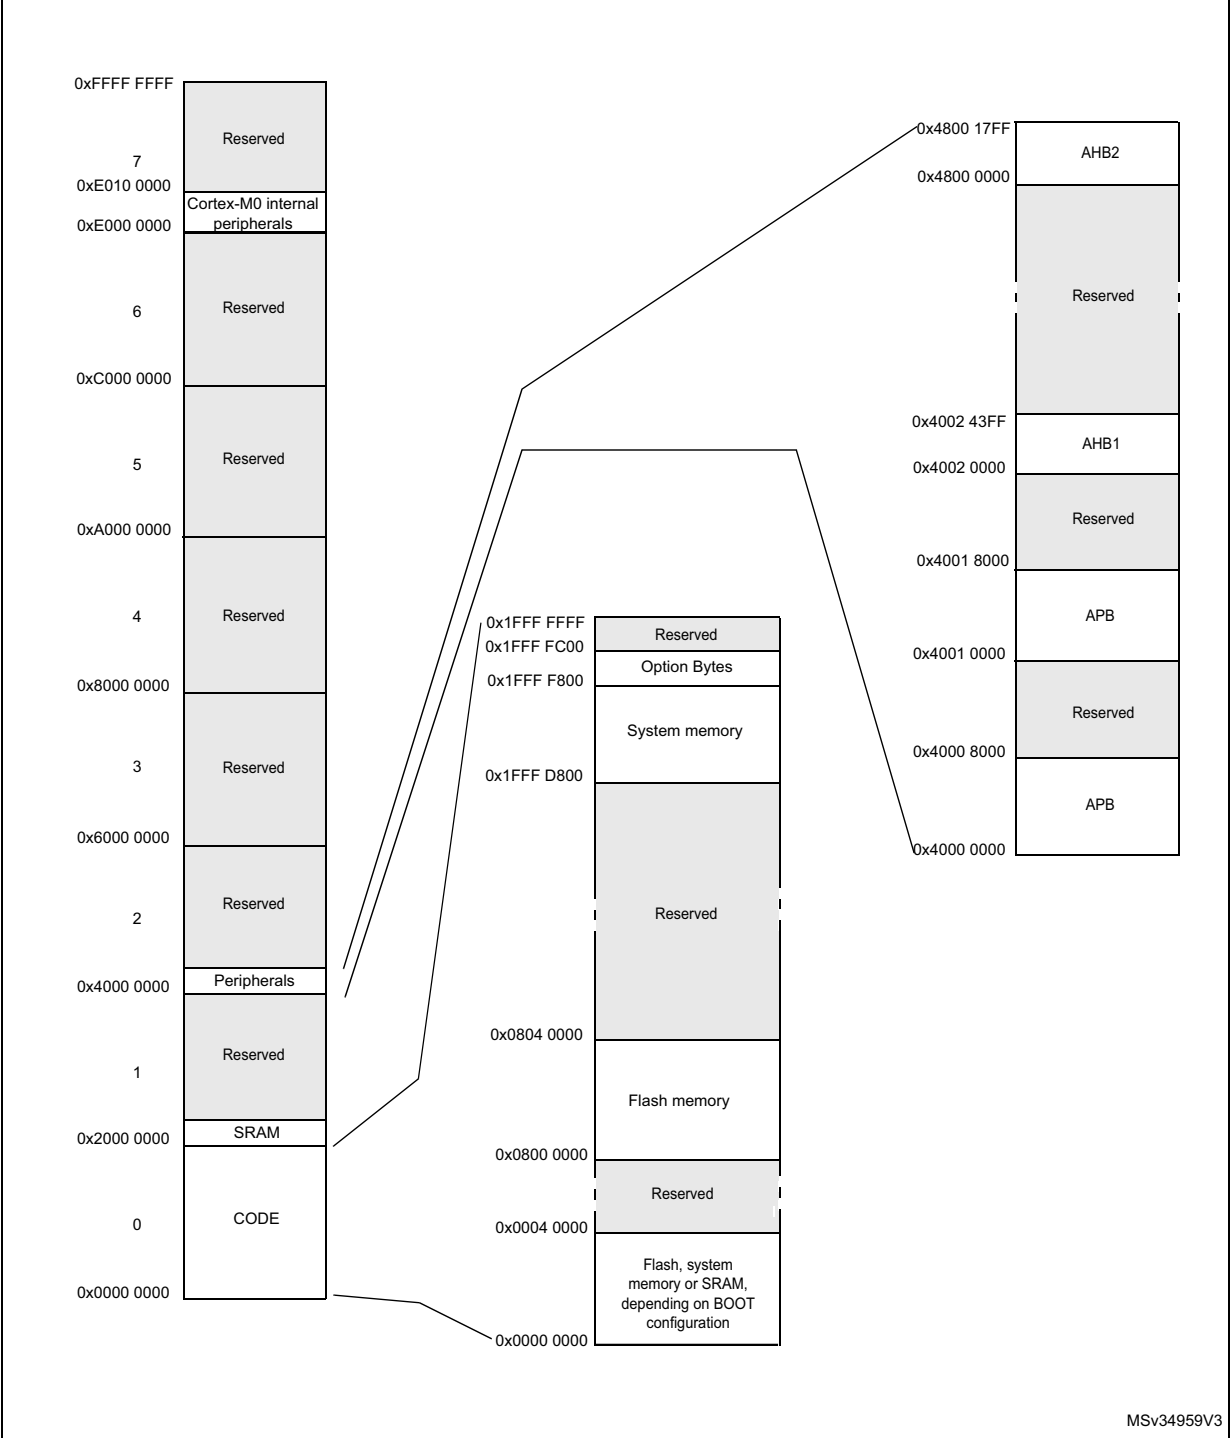 0xFFFF FFFF
Reserved
7
0xE010 0000
Cortex-M0 internal
peripherals
0xE000 0000
Reserved
6
0xC000 0000
Reserved
5
0xA000 0000
Reserved
4
0x8000 0000
Reserved
3
0x6000 0000
Reserved
2
Peripherals
0x4000 0000
Reserved
1
SRAM
0x2000 0000
CODE
0
0x0000 0000
0x1FFF FFFF
Reserved
0x1FFF FC00
Option Bytes
0x1FFF F800
System memory
0x1FFF D800
Reserved
0x0804 0000
Flash memory
0x0800 0000
Reserved
0x0004 0000
Flash, system
memory or SRAM,
depending on BOOT
configuration
0x0000 0000
0x4800 17FF
AHB2
0x4800 0000
Reserved
0x4002 43FF
AHB1
0x4002 0000
Reserved
0x4001 8000
APB
0x4001 0000
Reserved
0x4000 8000
APB
0x4000 0000
MSv34959V3